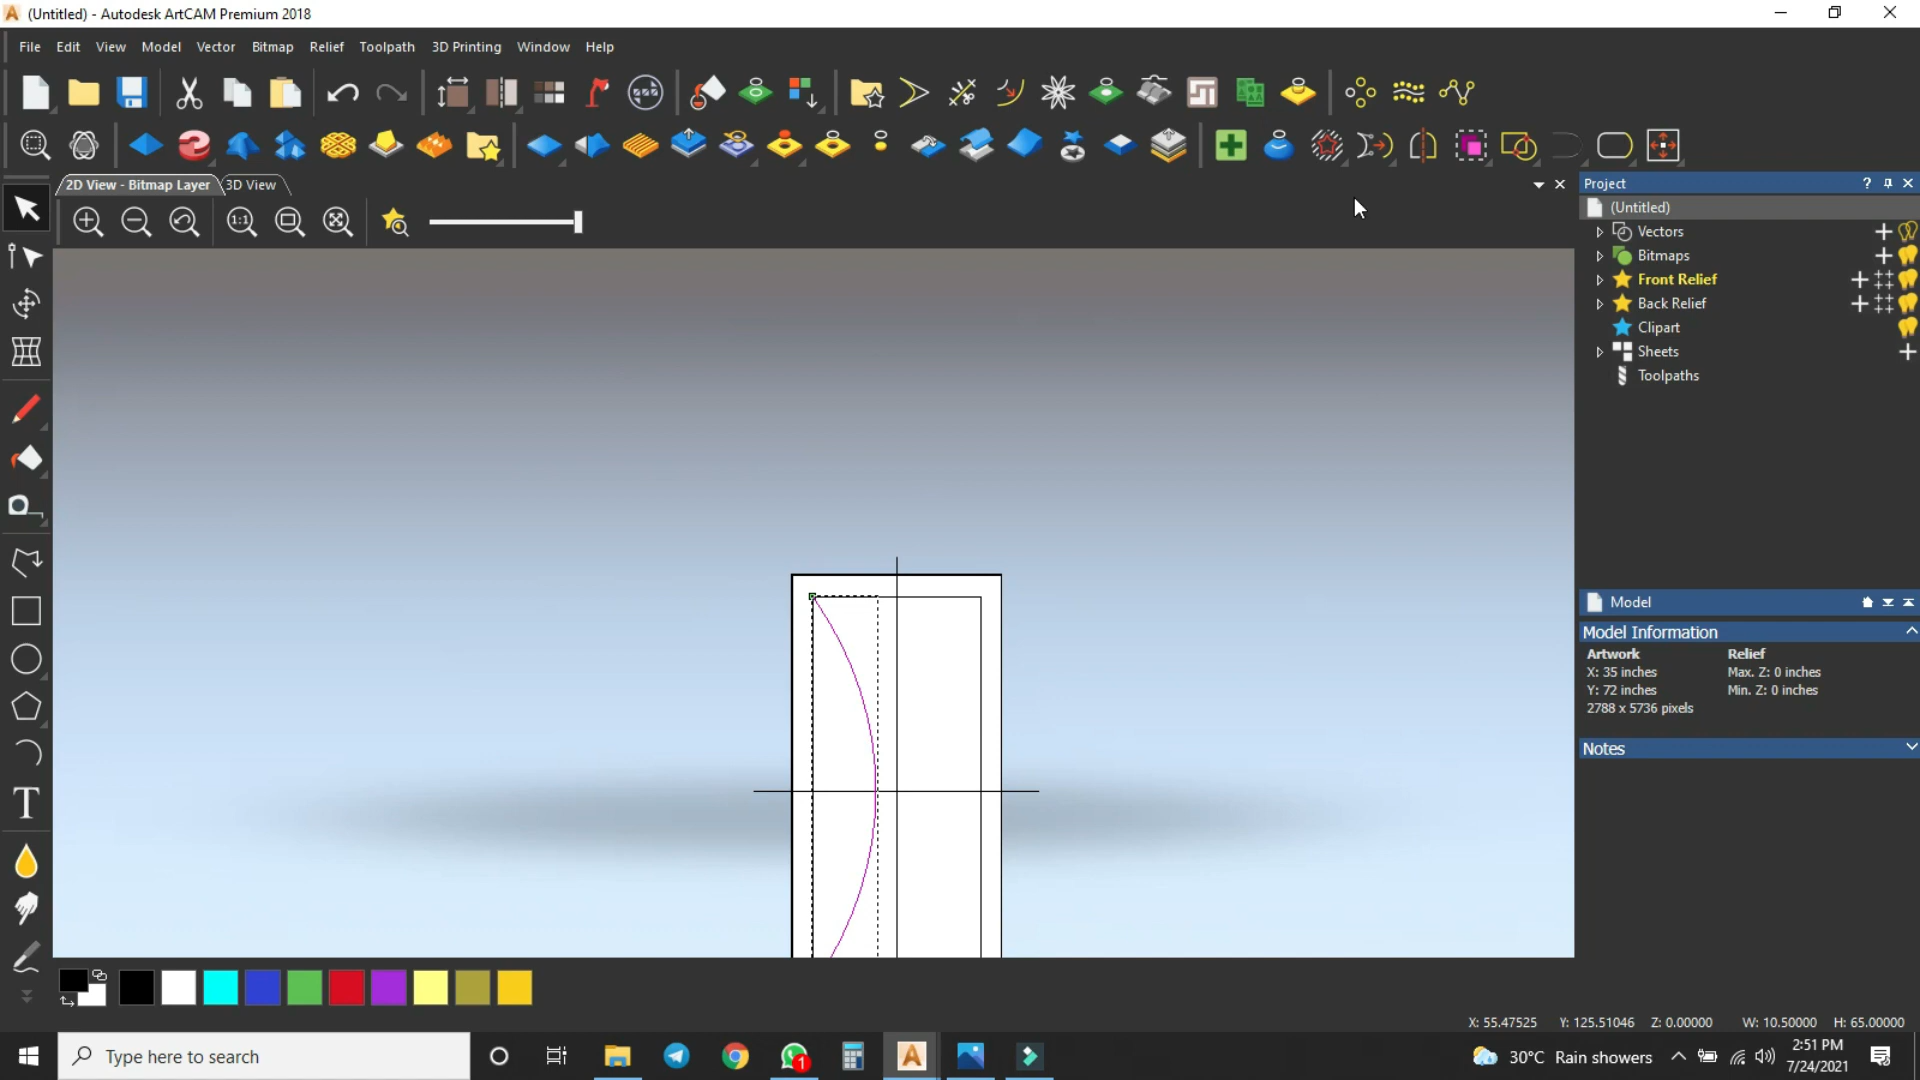 (Untitled) - Autodesk ArtCAM Premium 2018
File Edit View Model Vector Bitmap Relief Toolpath 3D Printing Window Help
2D View - Bitmap Layer 3D View
1:1
Project
(Untitled)
Vectors
Bitmaps
Front Relief
Back Relief
Clipart
Sheets
Toolpaths
Model
Model Information
Artwork Relief
X: 35 inches Max. Z: 0 inches
Y: 72 inches Min. Z: 0 inches
2788 x 5736 pixels
Notes
X: 55.47525 Y: 125.51046 Z: 0.00000 W: 10.50000 H: 65.00000
Type here to search
1
30°C Rain showers
2:51 PM
7/24/2021